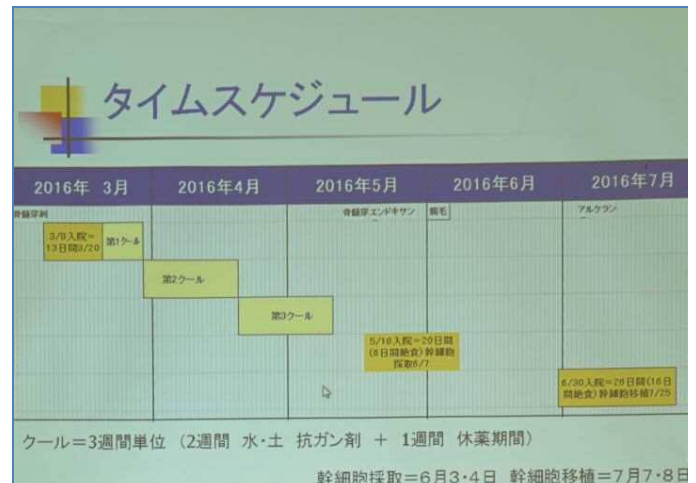 タイムスケジュール
2016年 3月
2016年4月
2016年5月
2016年6月
2016年7月
骨髄穿刺
骨髄穿
エンドキサン
脱毛
アルケラン
3/8入院=
13日間3/20
第1クール
第2クール
第3クール
5/18入院=20日間
(8日間絶食)幹細胞
採取6/7
6/30入院=26日間(16日
間絶食)幹細胞移植7/25
クール=3週間単位 (2週間 水・土 抗ガン剤 + 1週間 休薬期間)
幹細胞採取=6月3・4日 幹細胞移植=7月7・8日